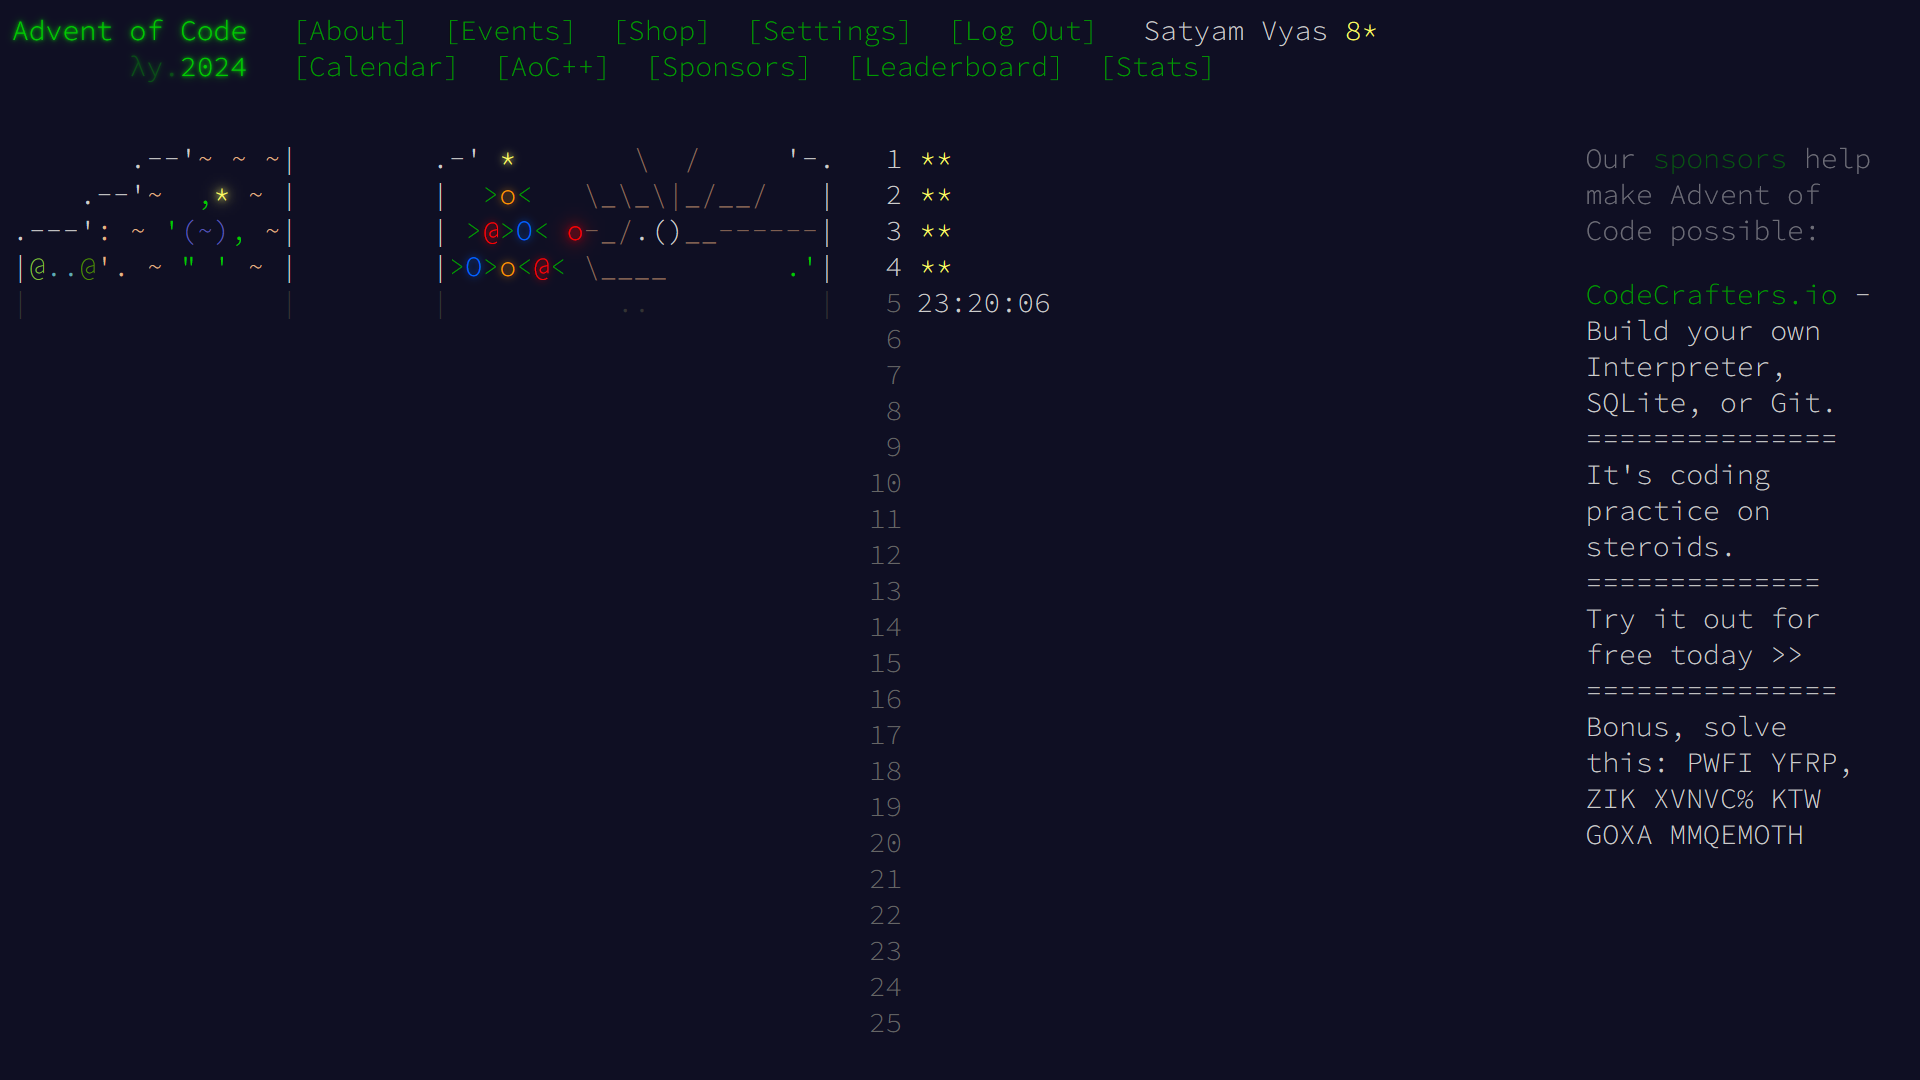 Advent of Code [About] [Events] [Shop] [Settings] [Log Out] Satyam Vyas 8*
λy.2024 [Calendar] [AoC++] [Sponsors] [Leaderboard] [Stats]
.--'~ ~ ~| .-' * \ / '-. 1 **
.--'~ ,* ~ | | >o< \_\_\|_/__/ | 2 **
.---': ~ '(~), ~| | >@>O< o-_/.()__------| 3 **
|@..@'. ~ " ' ~ | |>O>o<@< \____ .'| 4 **
| | | .. | 5 23:20:06
6
7
8
9
10
11
12
13
14
15
16
17
18
19
20
21
22
23
24
25
Our sponsors help
make Advent of
Code possible:
CodeCrafters.io -
Build your own
Interpreter,
SQLite, or Git.
===============
It's coding
practice on
steroids.
==============
Try it out for
free today >>
===============
Bonus, solve
this: PWFI YFRP,
ZIK XVNVC% KTW
GOXA MMQEMOTH